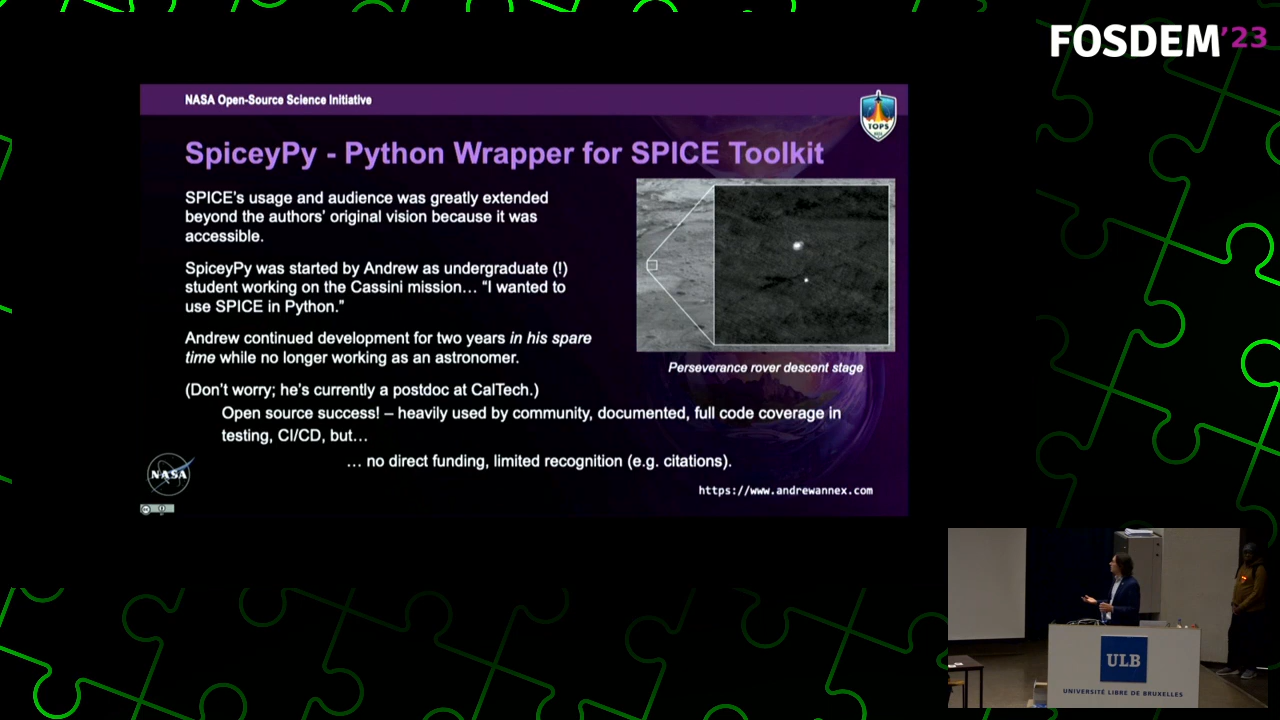 FOSDEM'23
NASA Open-Source Science Initiative
TOPS
SpiceyPy - Python Wrapper for SPICE Toolkit
SPICE's usage and audience was greatly extended
beyond the authors' original vision because it was
accessible.
SpiceyPy was started by Andrew as undergraduate (!)
student working on the Cassini mission… “I wanted to
use SPICE in Python.”
Andrew continued development for two years in his spare
time while no longer working as an astronomer.
(Don't worry; he's currently a postdoc at CalTech.)
Open source success! – heavily used by community, documented, full code coverage in
testing, CI/CD, but…
… no direct funding, limited recognition (e.g. citations).
Perseverance rover descent stage
https://www.andrewannex.com
NASA
ULB
UNIVERSITÉ LIBRE DE BRUXELLES